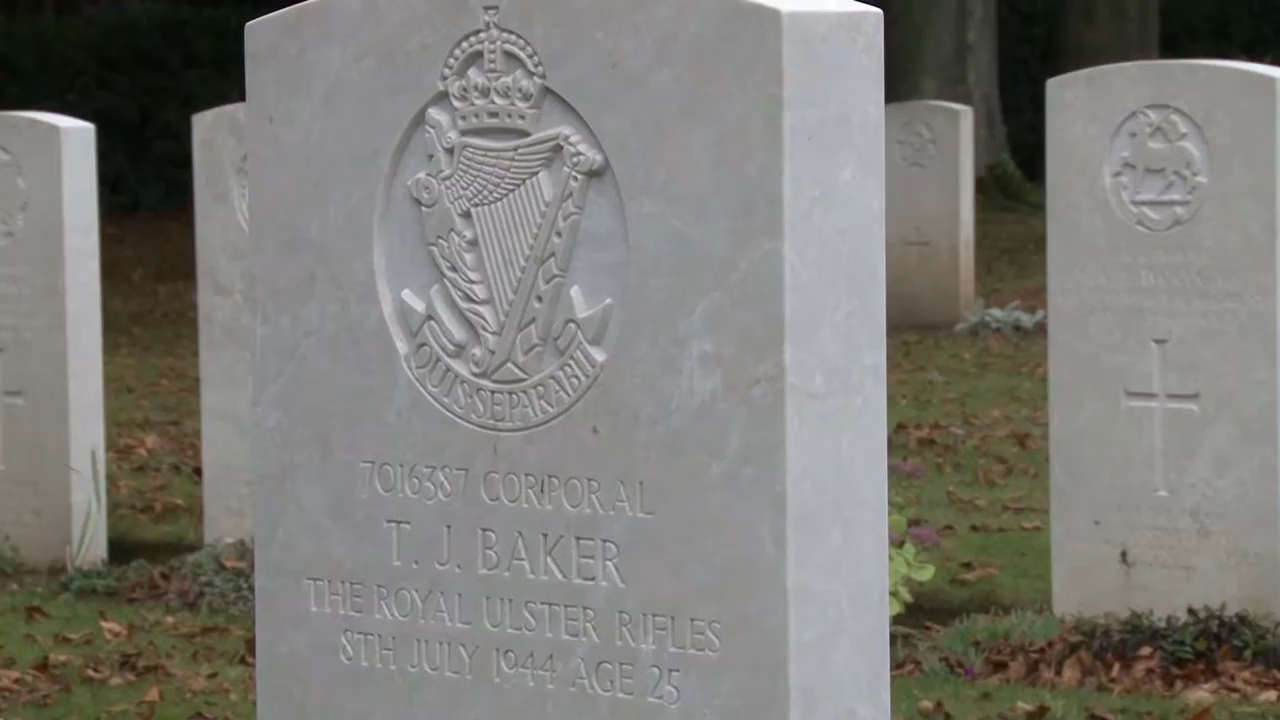 QUIS·SEPARABIT
7016387 CORPORAL
T. J. BAKER
THE ROYAL ULSTER RIFLES
8TH JULY 1944 AGE 25